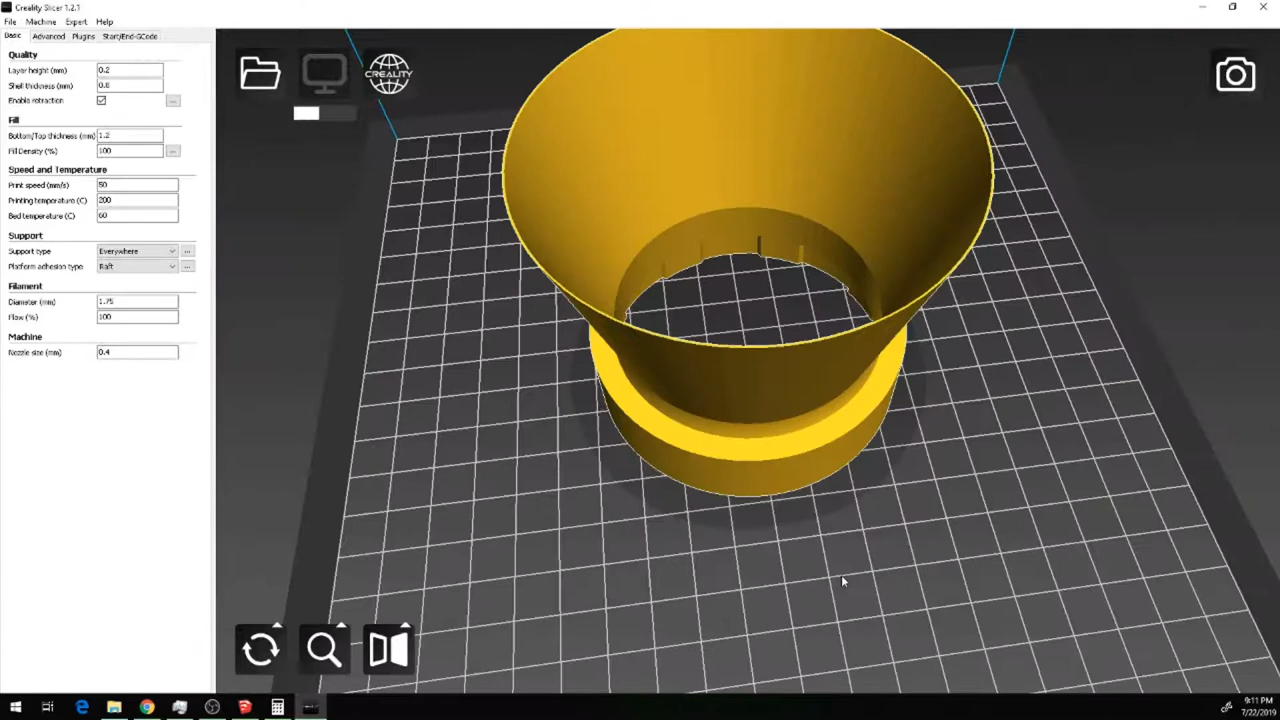 Creality Slicer 1.2.1
File Machine Expert Help
Basic Advanced Plugins Start/End-GCode
Quality
Layer height (mm) 0.2
Shell thickness (mm) 0.8
Enable retraction
...
Fill
Bottom/Top thickness (mm) 1.2
Fill Density (%) 100
...
Speed and Temperature
Print speed (mm/s) 50
Printing temperature (C) 200
Bed temperature (C) 60
Support
Support type Everywhere ...
Platform adhesion type Raft ...
Filament
Diameter (mm) 1.75
Flow (%) 100
Machine
Nozzle size (mm) 0.4
CREALITY
9:11 PM
7/22/2019